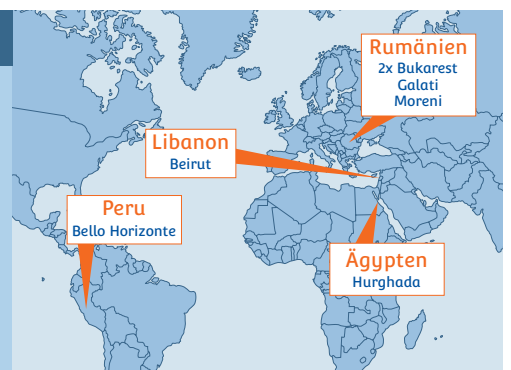 Rumänien
2x Bukarest
Galati
Moreni
Libanon
Beirut
Peru
Bello Horizonte
Ägypten
Hurghada